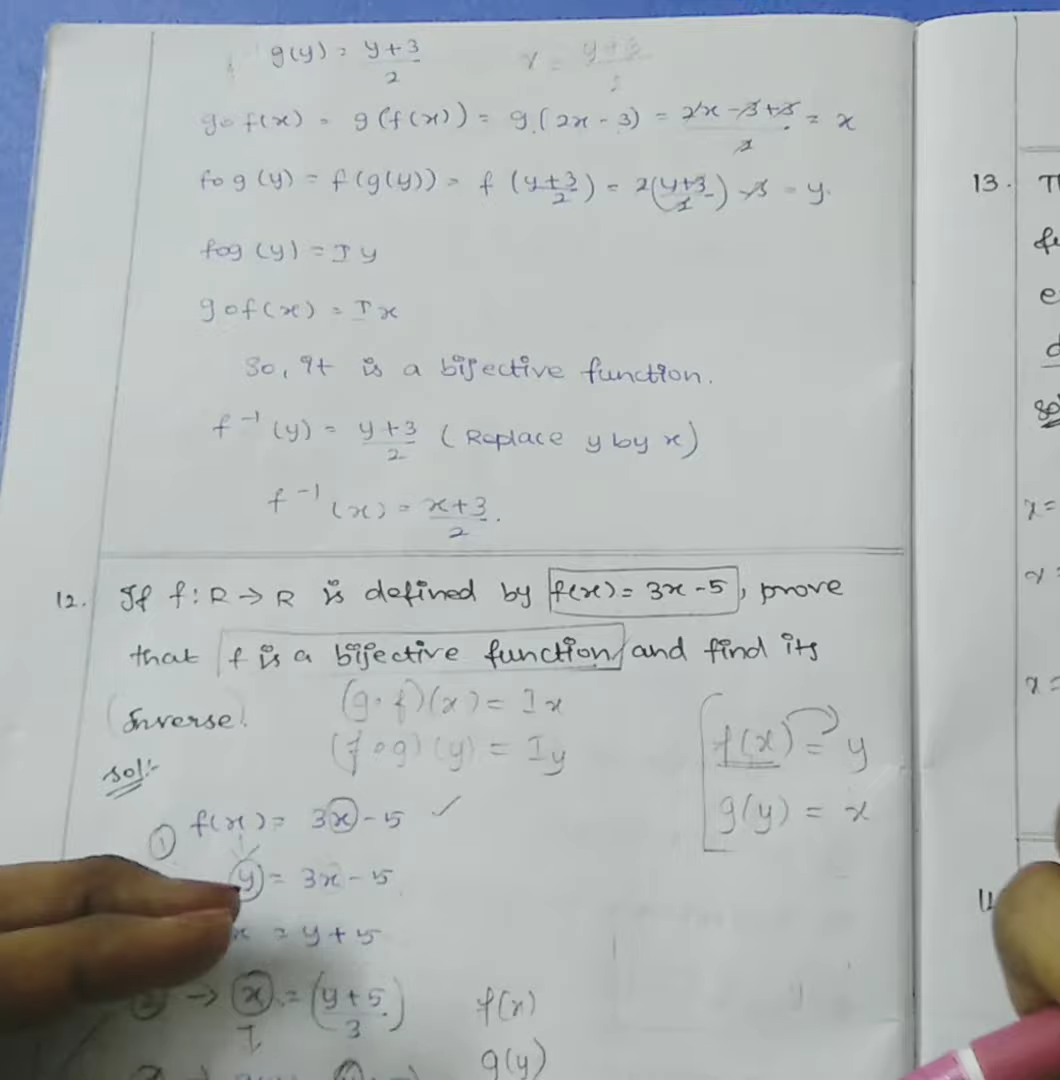 g(y) = y+3/2
x = y+3/2
gof(x) = g(f(x)) = g(2x-3) = 2x-3+3/2 = x
fog(y) = f(g(y)) = f(y+3/2) = 2(y+3/2)-3 = y.
fog(y) = Iy
gof(x) = Ix
So, it is a bijective function.
f⁻¹(y) = y+3/2 (Replace y by x)
f⁻¹(x) = x+3/2.
12. If f:R→R is defined by f(x)=3x-5, prove
that f is a bijective function and find its
inverse.
(g∘f)(x) = Ix
(fog)(y) = Iy
f(x) = y
g(y) = x
Sol:-
① f(x) = 3x-5 ✓
y = 3x-5
x = y+5
→ x = (y+5/3)
f(x)
g(y)
13.